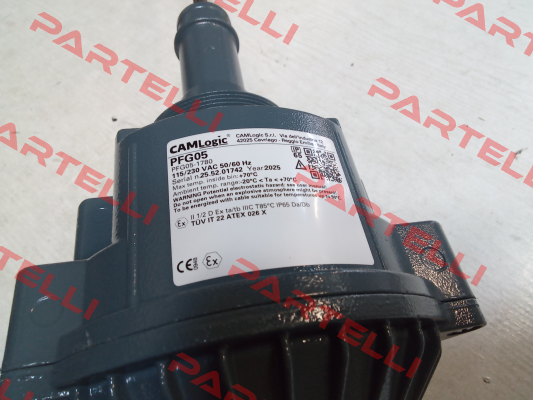 CAMLogic
CAMLogic S.r.l. Via dell'Industria
42025 Cavriago - Reggio Emilia
PFG05
PFG05-1780
115/230 VAC 50/60 Hz
Serial n.25.52.01742 Year 2025
Max temp. inside bin:+70°C
Ambient temp. range-20°C < Ta < +70°C
WARNING Potential electrostatic hazard: see user manual
Do not open when an explosive atmosphere may be present
To be energized with cable suitable for temperatures up to
Ex II 1/2 D Ex ta/tb IIIC T85°C IP65 Da/Db
TÜV IT 22 ATEX 026 X
CE Ex
PARTELLI
PARTELLI
PARTELLI
PARTELLI
PARTELLI